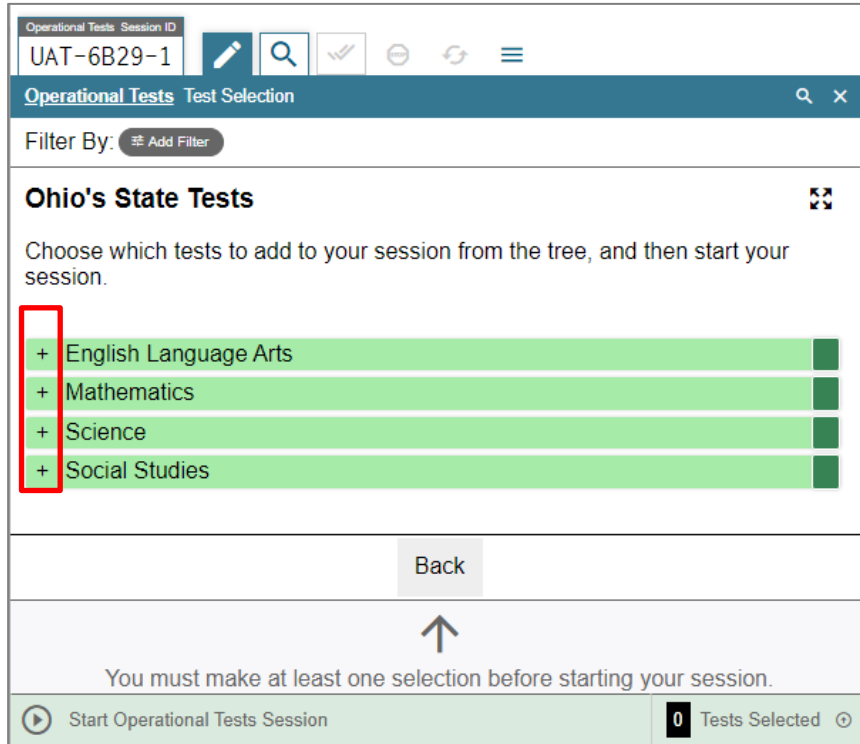 Operational Tests Session ID
UAT-6B29-1
Operational Tests Test Selection
Filter By: Add Filter
Ohio's State Tests
Choose which tests to add to your session from the tree, and then start your
session.
+ English Language Arts
+ Mathematics
+ Science
+ Social Studies
Back
You must make at least one selection before starting your session.
Start Operational Tests Session 0 Tests Selected